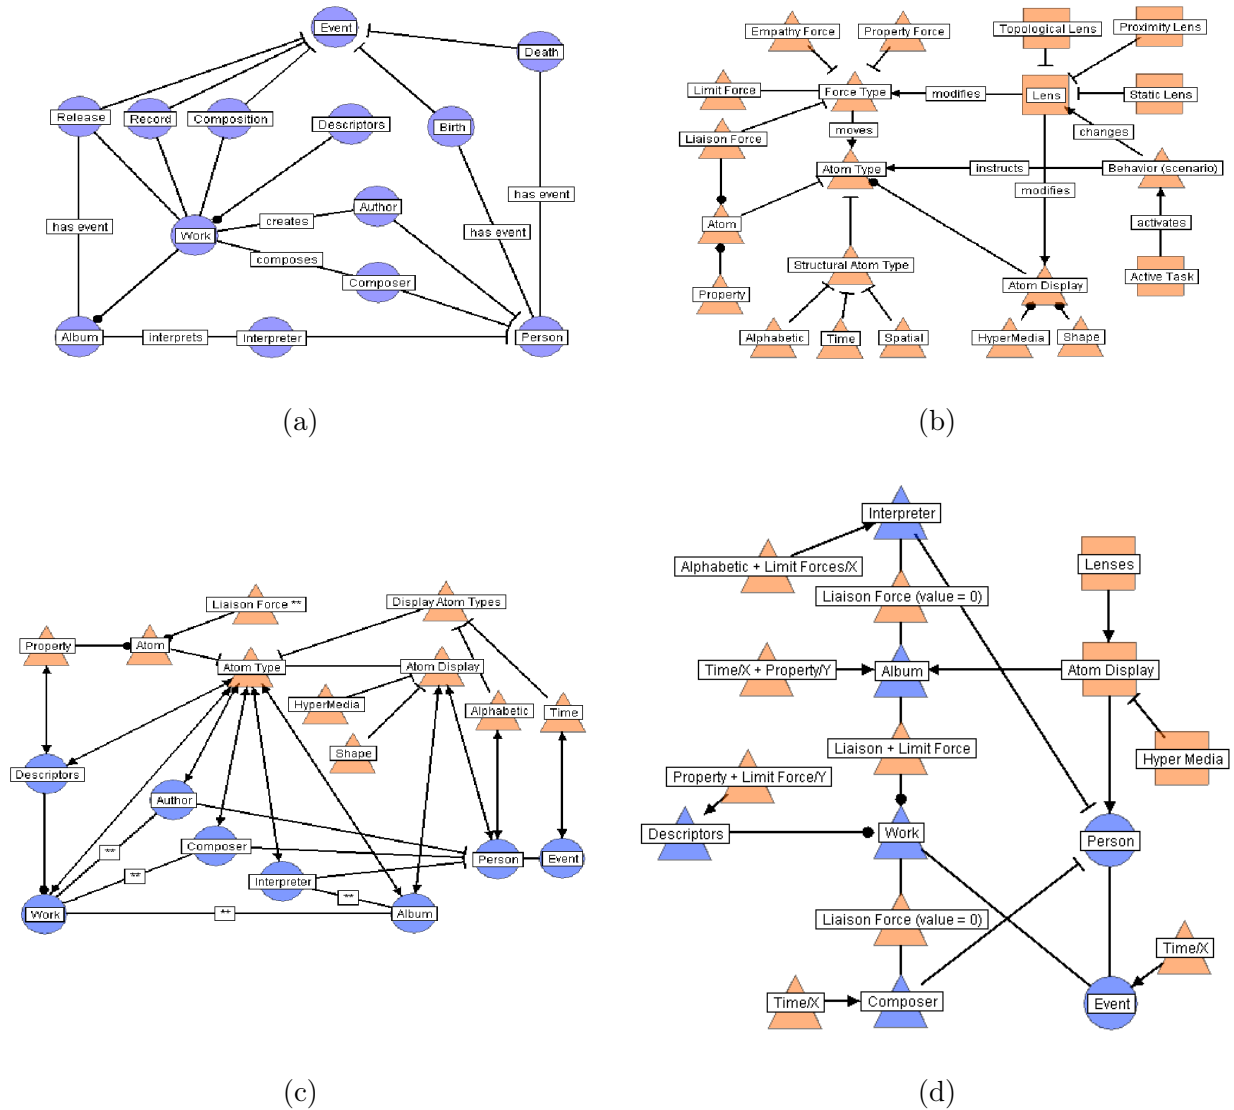 Event
Death
Release
Record
Composition
Descriptors
Birth
has event
Author
creates
has event
Work
has event
composes
Composer
Album
interprets
Interpreter
Person
(a)
Empathy Force
Property Force
Topological Lens
Proximity Lens
Limit Force
Force Type
modifies
Lens
Static Lens
Liaison Force
moves
changes
Atom Type
instructs
Behavior (scenario)
modifies
Atom
activates
Structural Atom Type
Property
Atom Display
Active Task
Alphabetic
Time
Spatial
HyperMedia
Shape
(b)
Liaison Force **
Display Atom Types
Property
Atom
Atom Type
Atom Display
HyperMedia
Alphabetic
Time
Shape
Descriptors
Author
**
Composer
Person
Event
**
Interpreter
**
Work
**
Album
(c)
Interpreter
Alphabetic + Limit Forces/X
Lenses
Liaison Force (value = 0)
Time/X + Property/Y
Album
Atom Display
Liaison + Limit Force
Hyper Media
Property + Limit Force/Y
Descriptors
Work
Person
Liaison Force (value = 0)
Time/X
Time/X
Composer
Event
(d)